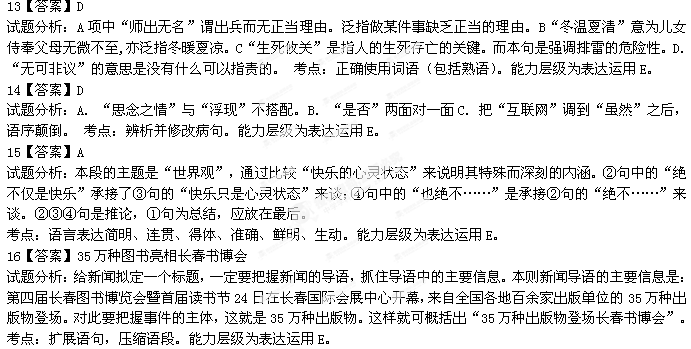 13【答案】D
试题分析：A 项中“师出无名”谓出兵而无正当理由。泛指做某件事缺乏正当的理由。B“冬温夏清”意为儿女
侍奉父母无微不至,亦泛指冬暖夏凉。C“生死攸关”是指人的生死存亡的关键。而本句是强调排雷的危险性。D.
“无可非议”的意思是没有什么可以指责的。 考点：正确使用词语（包括熟语）。能力层级为表达运用 E。
14【答案】D
试题分析：A. “思念之情”与“浮现”不搭配。B. “是否”两面对一面 C. 把“互联网”调到“虽然”之后，
语序颠倒。 考点：辨析并修改病句。能力层级为表达运用 E。
15【答案】A
试题分析：本段的主题是“世界观”，通过比较“快乐的心灵状态”来说明其特殊而深刻的内涵。②句中的“绝
不仅是快乐”承接了③句的“快乐只是心灵状态”来谈;④句中的“也绝不……”是承接②句的“绝不……”来
谈。②③④句是推论，①句为总结，应放在最后。
考点：语言表达简明、连贯、得体、准确、鲜明、生动。能力层级为表达运用 E。
16【答案】35 万种图书亮相长春书博会
试题分析：给新闻拟定一个标题，一定要把握新闻的导语，抓住导语中的主要信息。本则新闻导语的主要信息是：
第四届长春图书博览会暨首届读书节 24 日在长春国际会展中心开幕，来自全国各地百余家出版单位的 35 万种出
版物登场。对此要把握事件的主体，这就是 35 万种出版物。这样就可概括出“35 万种出版物登场长春书博会”。
考点：扩展语句，压缩语段。能力层级为表达运用 E。